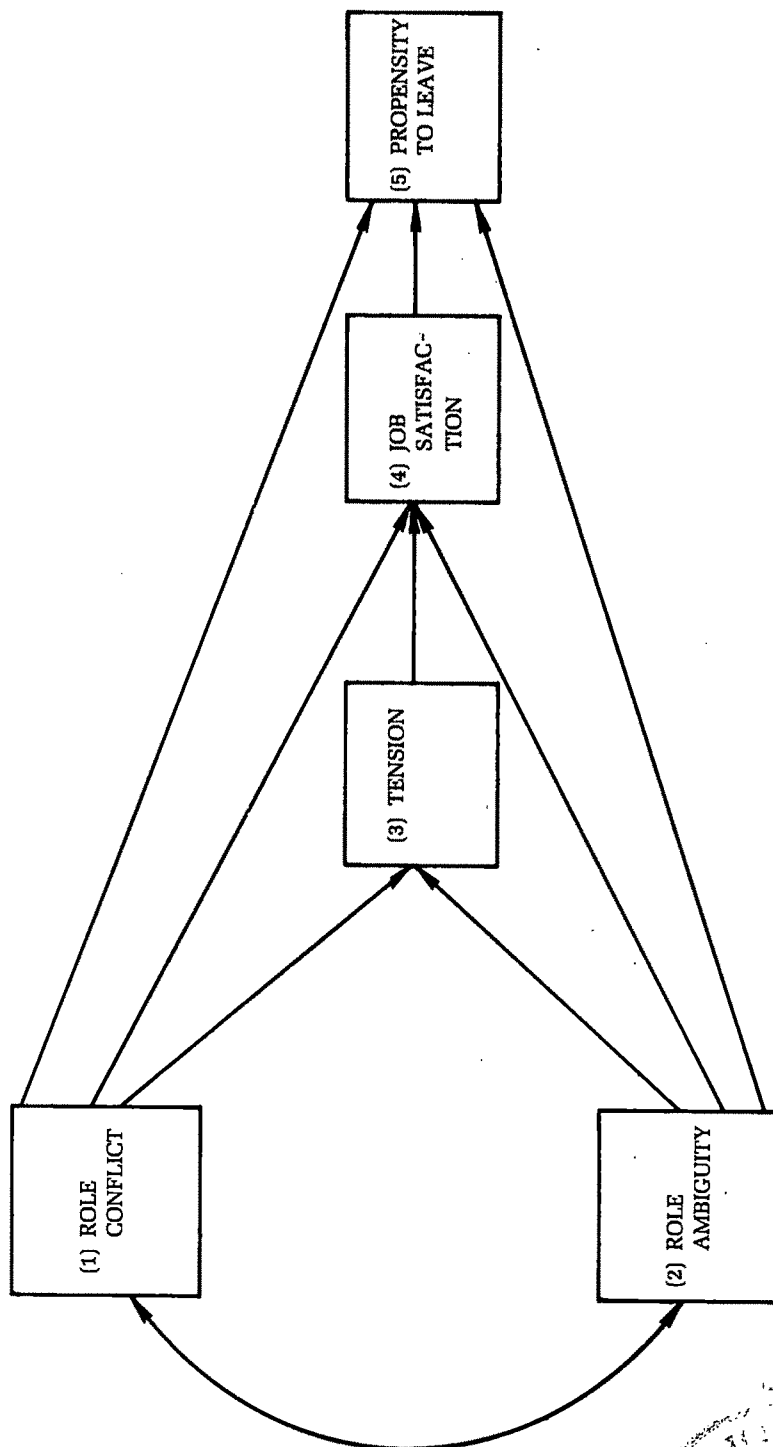 (1) ROLE
CONFLICT
(2) ROLE
AMBIGUITY
(3) TENSION
(4) JOB
SATISFAC-
TION
(5) PROPENSITY
TO LEAVE